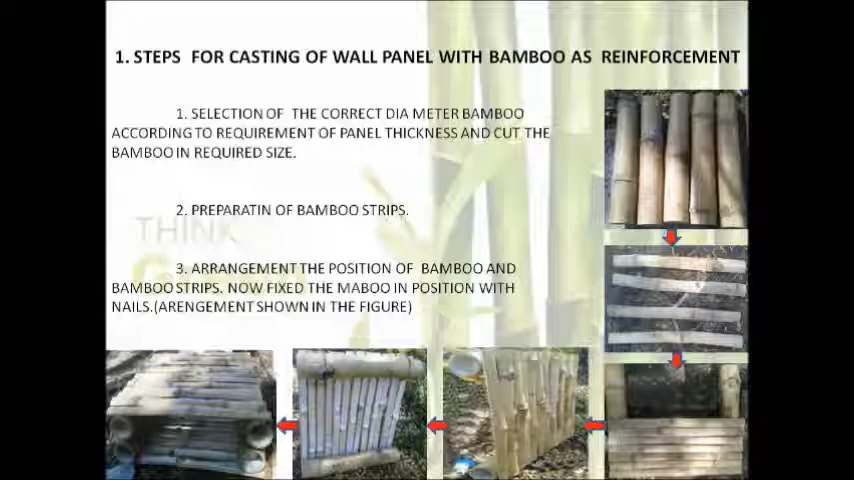 1. STEPS FOR CASTING OF WALL PANEL WITH BAMBOO AS REINFORCEMENT
1. SELECTION OF THE CORRECT DIA METER BAMBOO
ACCORDING TO REQUIREMENT OF PANEL THICKNESS AND CUT THE
BAMBOO IN REQUIRED SIZE.
2. PREPARATIN OF BAMBOO STRIPS.
THINK
3. ARRANGEMENT THE POSITION OF BAMBOO AND
BAMBOO STRIPS. NOW FIXED THE MABOO IN POSITION WITH
NAILS.(ARENGEMENT SHOWN IN THE FIGURE)